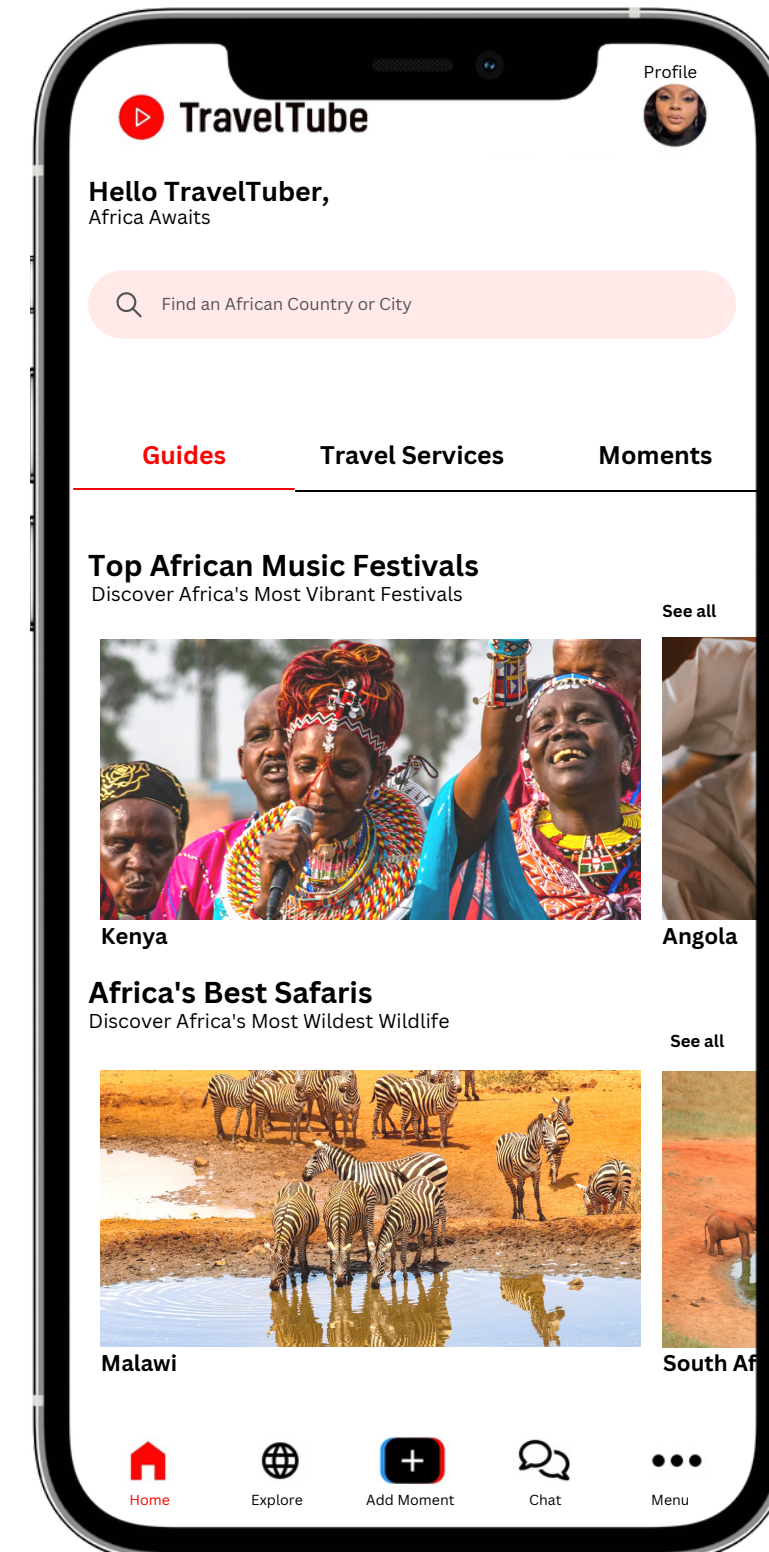 Profile
TravelTube
Hello TravelTuber,
Africa Awaits
Find an African Country or City
Guides Travel Services Moments
Top African Music Festivals
Discover Africa's Most Vibrant Festivals
See all
Kenya Angola
Africa's Best Safaris
Discover Africa's Most Wildest Wildlife
See all
Malawi South Af
Home Explore Add Moment Chat Menu